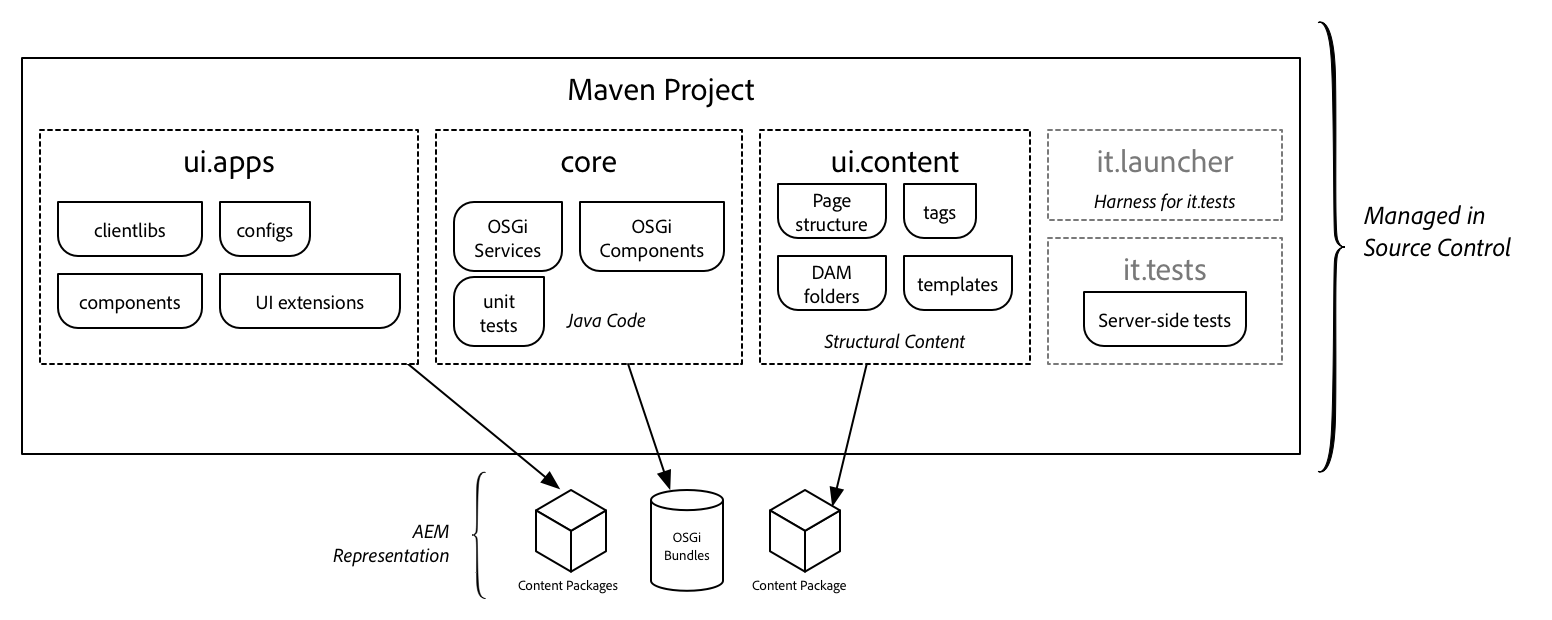 Maven Project
ui.apps
clientlibs
configs
components
UI extensions
core
OSGi
Services
OSGi
Components
unit
tests
Java Code
ui.content
Page
structure
tags
DAM
folders
templates
Structural Content
it.launcher
Harness for it.tests
it.tests
Server-side tests
Managed in
Source Control
AEM
Representation
Content Packages
OSGi
Bundles
Content Package